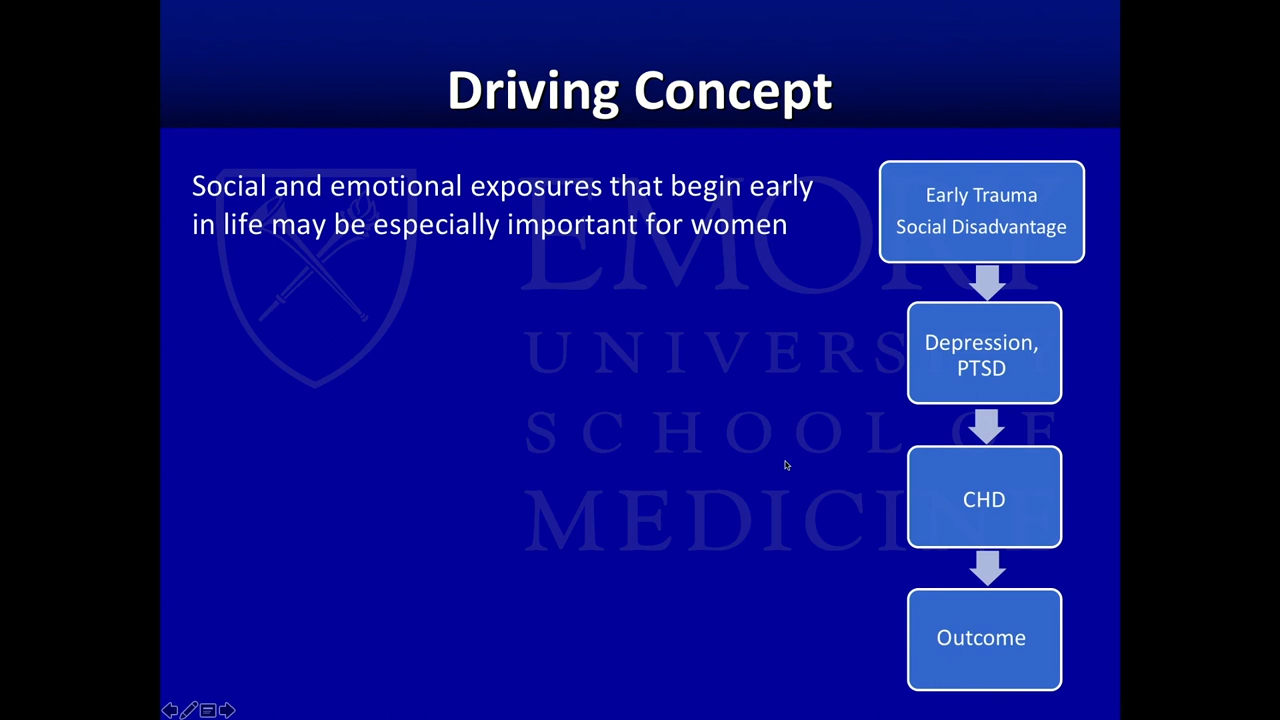 Driving Concept
Social and emotional exposures that begin early
in life may be especially important for women
Early Trauma
Social Disadvantage
Depression,
PTSD
CHD
Outcome
EMORY
UNIVERSITY
SCHOOL OF
MEDICINE